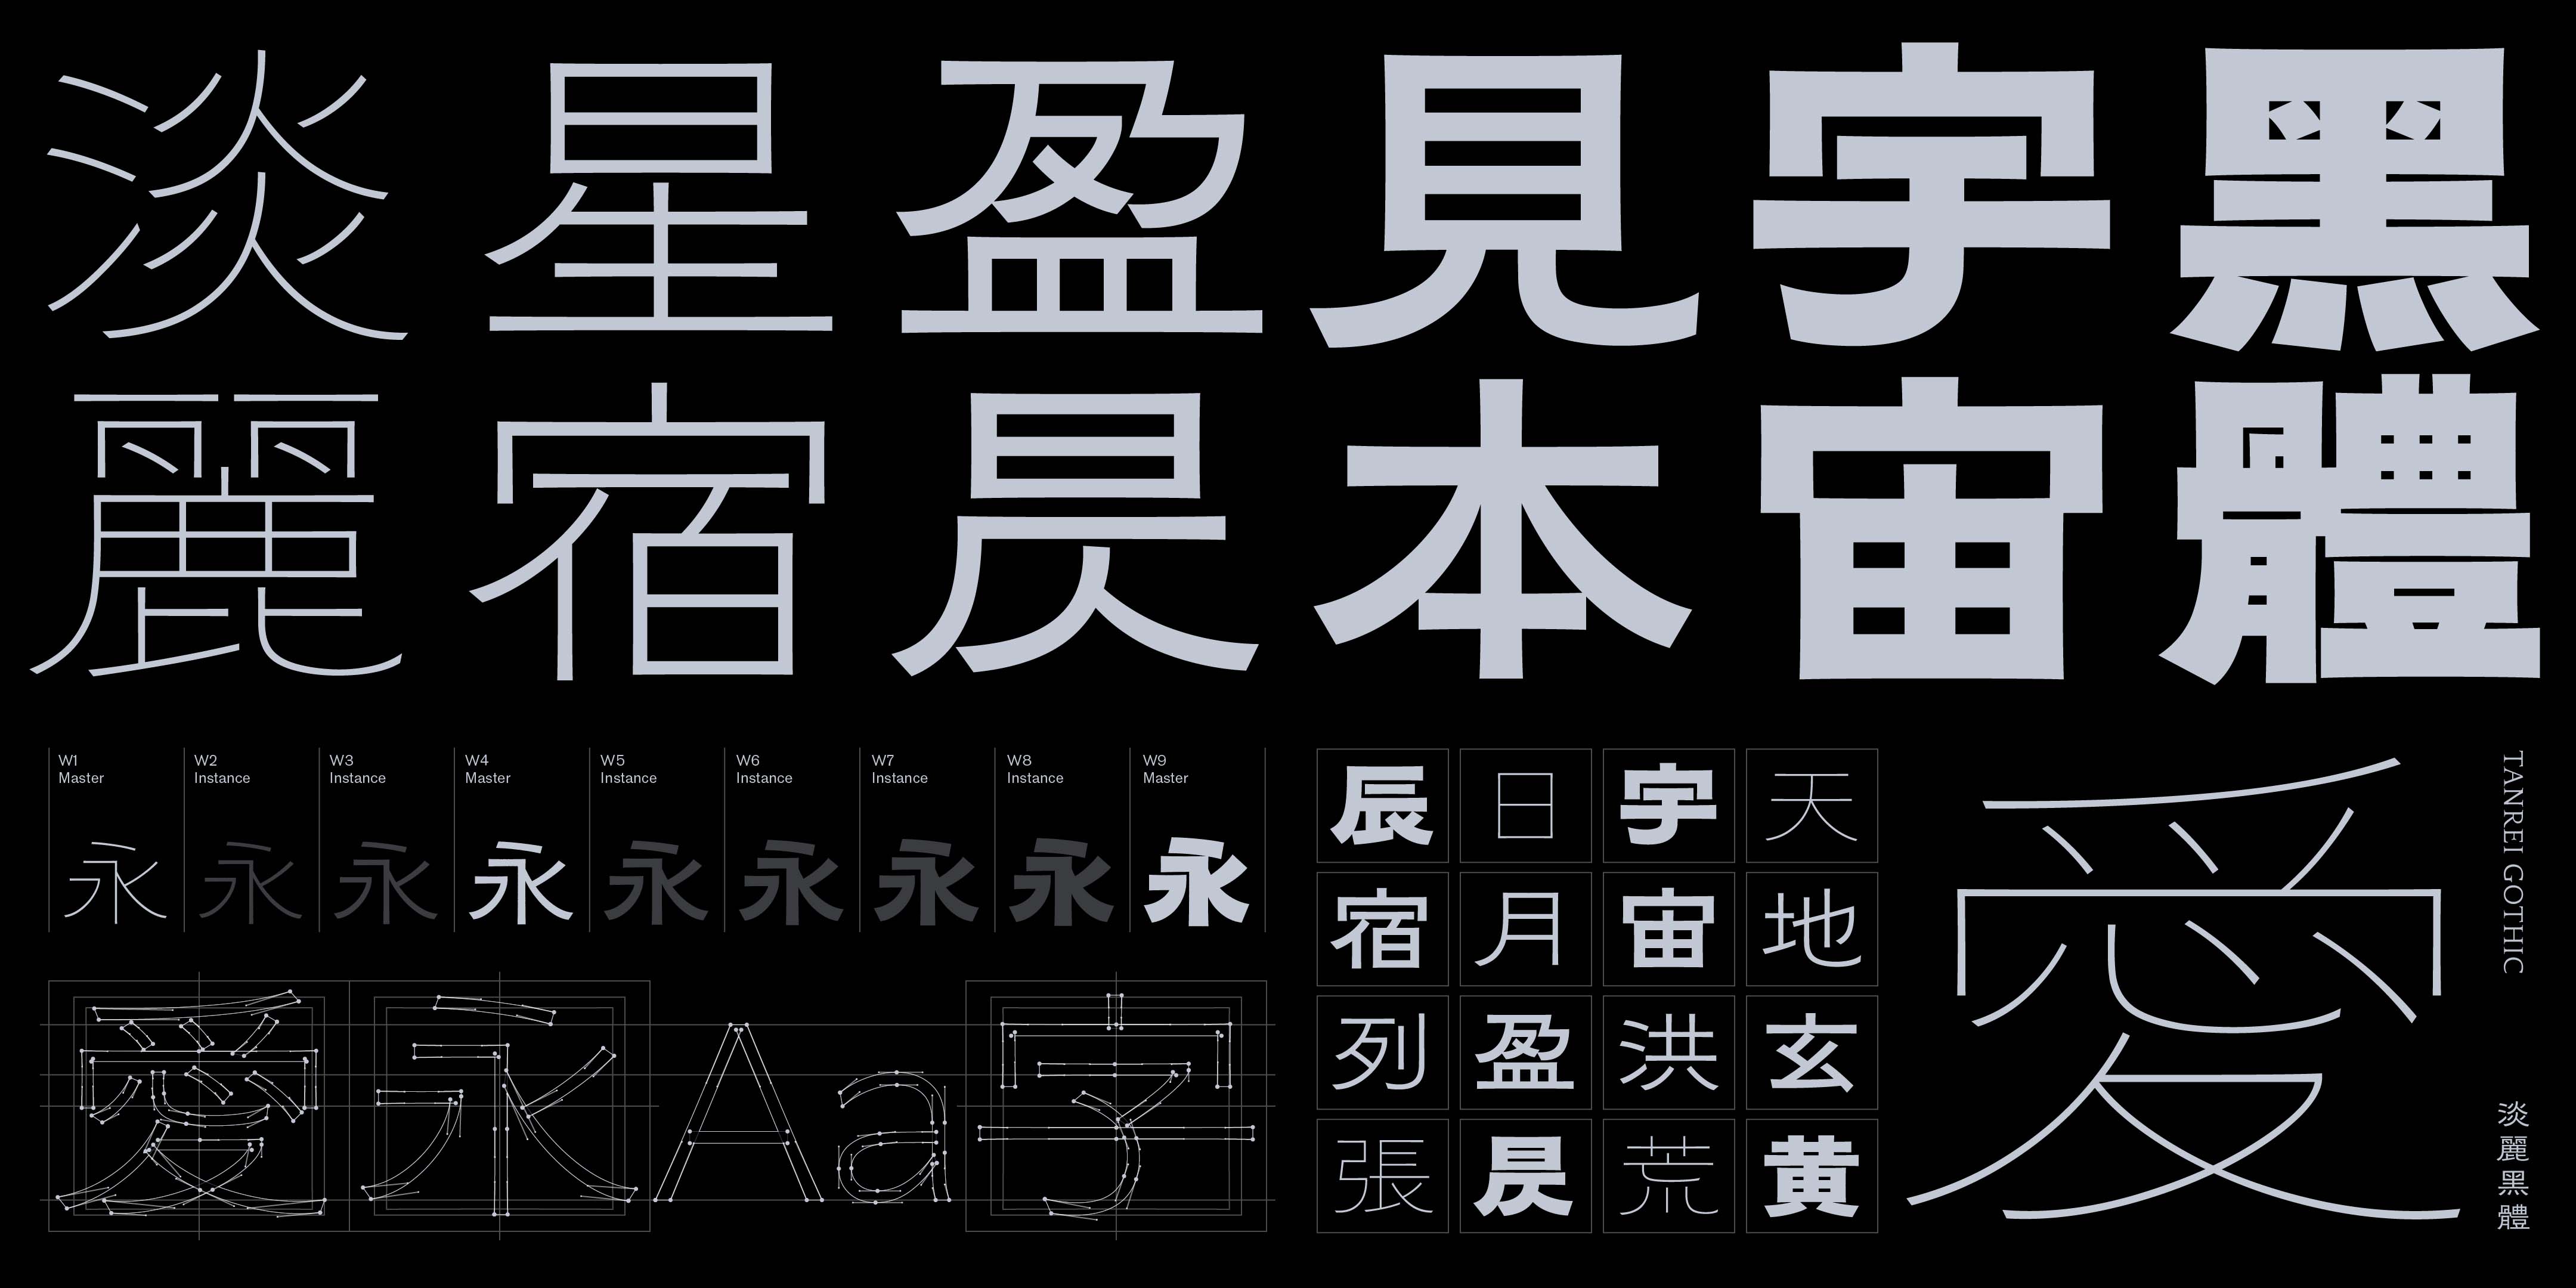 淡星盈見宇黑
麗宿昃本宙體
W1 W2 W3 W4 W5 W6 W7 W8 W9
Master Instance Instance Master Instance Instance Instance Instance Master
永永永永永永永永永
愛永Aa字
辰日宇天
宿月宙地
列盈洪玄
張昃荒黄
愛
TANREI GOTHIC
淡麗黑體